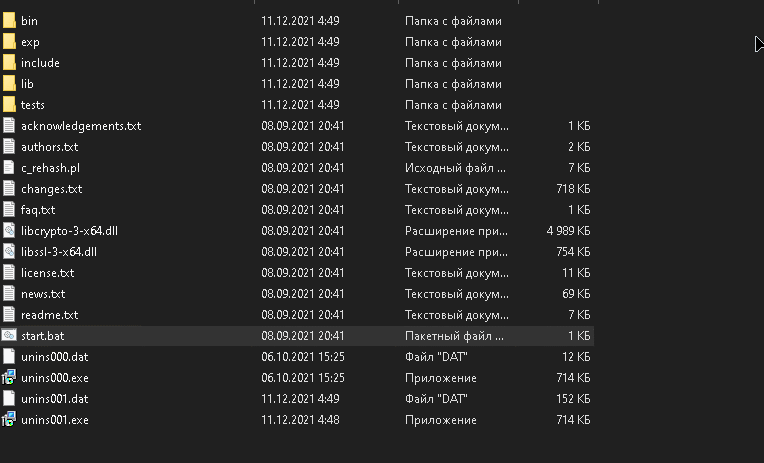 bin 11.12.2021 4:49 Папка с файлами
exp 11.12.2021 4:49 Папка с файлами
include 11.12.2021 4:49 Папка с файлами
lib 11.12.2021 4:49 Папка с файлами
tests 11.12.2021 4:49 Папка с файлами
acknowledgements.txt 08.09.2021 20:41 Текстовый докум... 1 КБ
authors.txt 08.09.2021 20:41 Текстовый докум... 2 КБ
c_rehash.pl 08.09.2021 20:41 Исходный файл ... 7 КБ
changes.txt 08.09.2021 20:41 Текстовый докум... 718 КБ
faq.txt 08.09.2021 20:41 Текстовый докум... 1 КБ
libcrypto-3-x64.dll 08.09.2021 20:41 Расширение при... 4 989 КБ
libssl-3-x64.dll 08.09.2021 20:41 Расширение при... 754 КБ
license.txt 08.09.2021 20:41 Текстовый докум... 11 КБ
news.txt 08.09.2021 20:41 Текстовый докум... 69 КБ
readme.txt 08.09.2021 20:41 Текстовый докум... 7 КБ
start.bat 08.09.2021 20:41 Пакетный файл ... 1 КБ
unins000.dat 06.10.2021 15:25 Файл "DAT" 12 КБ
unins000.exe 06.10.2021 15:25 Приложение 714 КБ
unins001.dat 11.12.2021 4:49 Файл "DAT" 152 КБ
unins001.exe 11.12.2021 4:48 Приложение 714 КБ